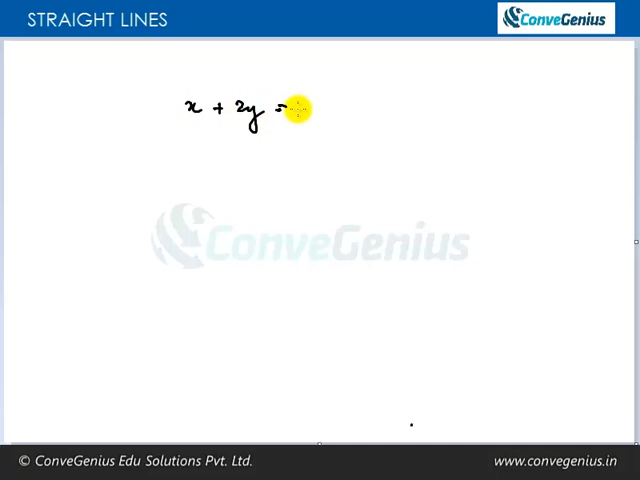 STRAIGHT LINES
ConveGenius
x + 2y =
ConveGenius
© ConveGenius Edu Solutions Pvt. Ltd.
www.convegenius.in